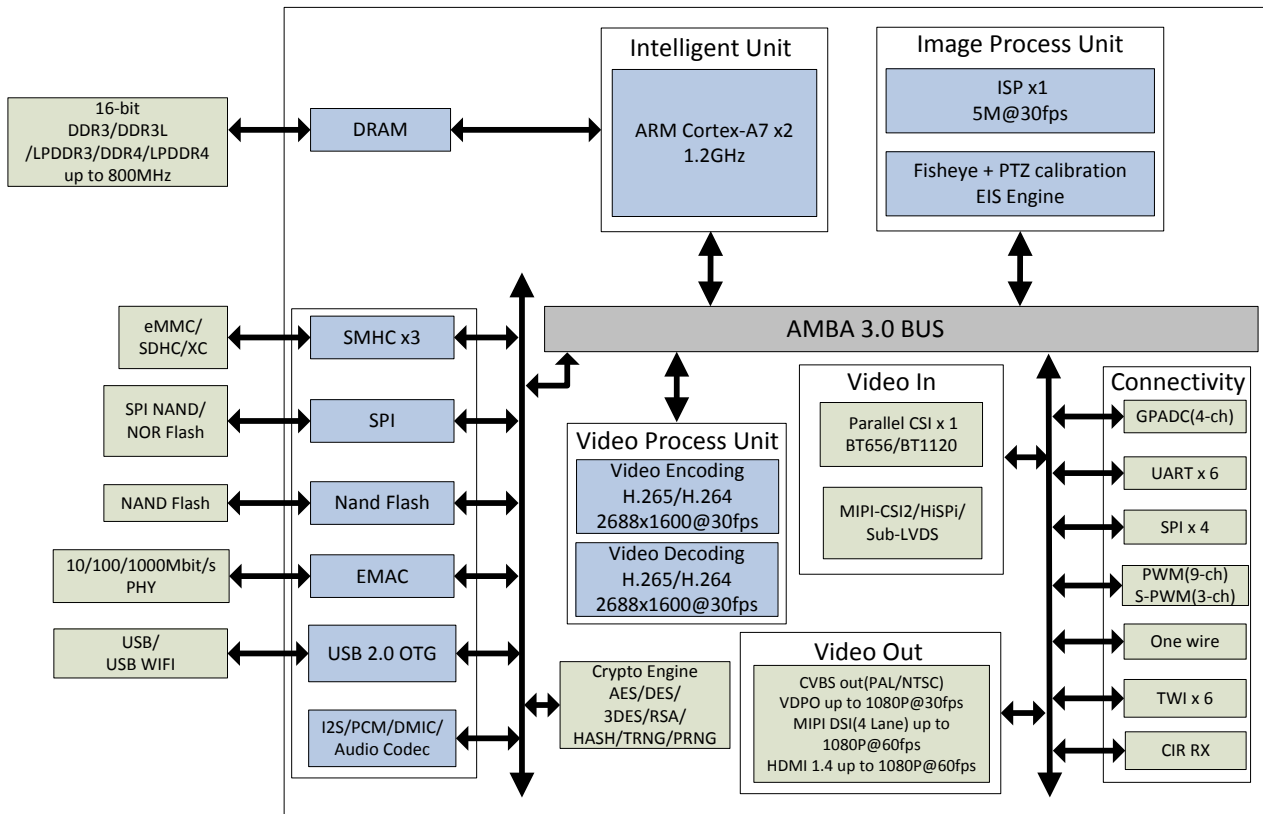 Intelligent Unit
ARM Cortex-A7 x2
1.2GHz
Image Process Unit
ISP x1
5M@30fps
Fisheye + PTZ calibration
EIS Engine
16-bit
DDR3/DDR3L
/LPDDR3/DDR4/LPDDR4
up to 800MHz
DRAM
AMBA 3.0 BUS
eMMC/
SDHC/XC
SMHC x3
SPI NAND/
NOR Flash
SPI
NAND Flash
Nand Flash
10/100/1000Mbit/s
PHY
EMAC
USB/
USB WIFI
USB 2.0 OTG
I2S/PCM/DMIC/
Audio Codec
Video Process Unit
Video Encoding
H.265/H.264
2688x1600@30fps
Video Decoding
H.265/H.264
2688x1600@30fps
Crypto Engine
AES/DES/
3DES/RSA/
HASH/TRNG/PRNG
Video In
Parallel CSI x 1
BT656/BT1120
MIPI-CSI2/HiSPi/
Sub-LVDS
Video Out
CVBS out(PAL/NTSC)
VDPO up to 1080P@30fps
MIPI DSI(4 Lane) up to
1080P@60fps
HDMI 1.4 up to 1080P@60fps
Connectivity
GPADC(4-ch)
UART x 6
SPI x 4
PWM(9-ch)
S-PWM(3-ch)
One wire
TWI x 6
CIR RX